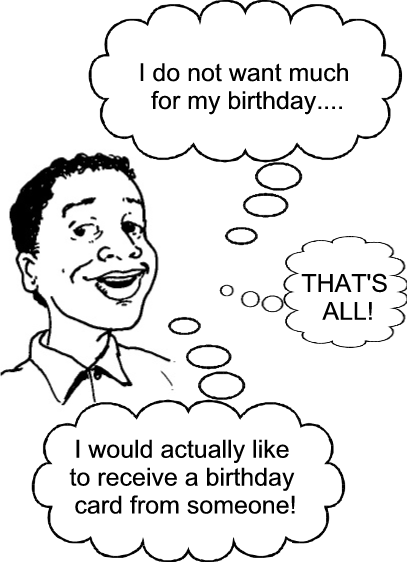 I do not want much
for my birthday....
I would actually like
to receive a birthday
card from someone!
THAT'S
ALL!